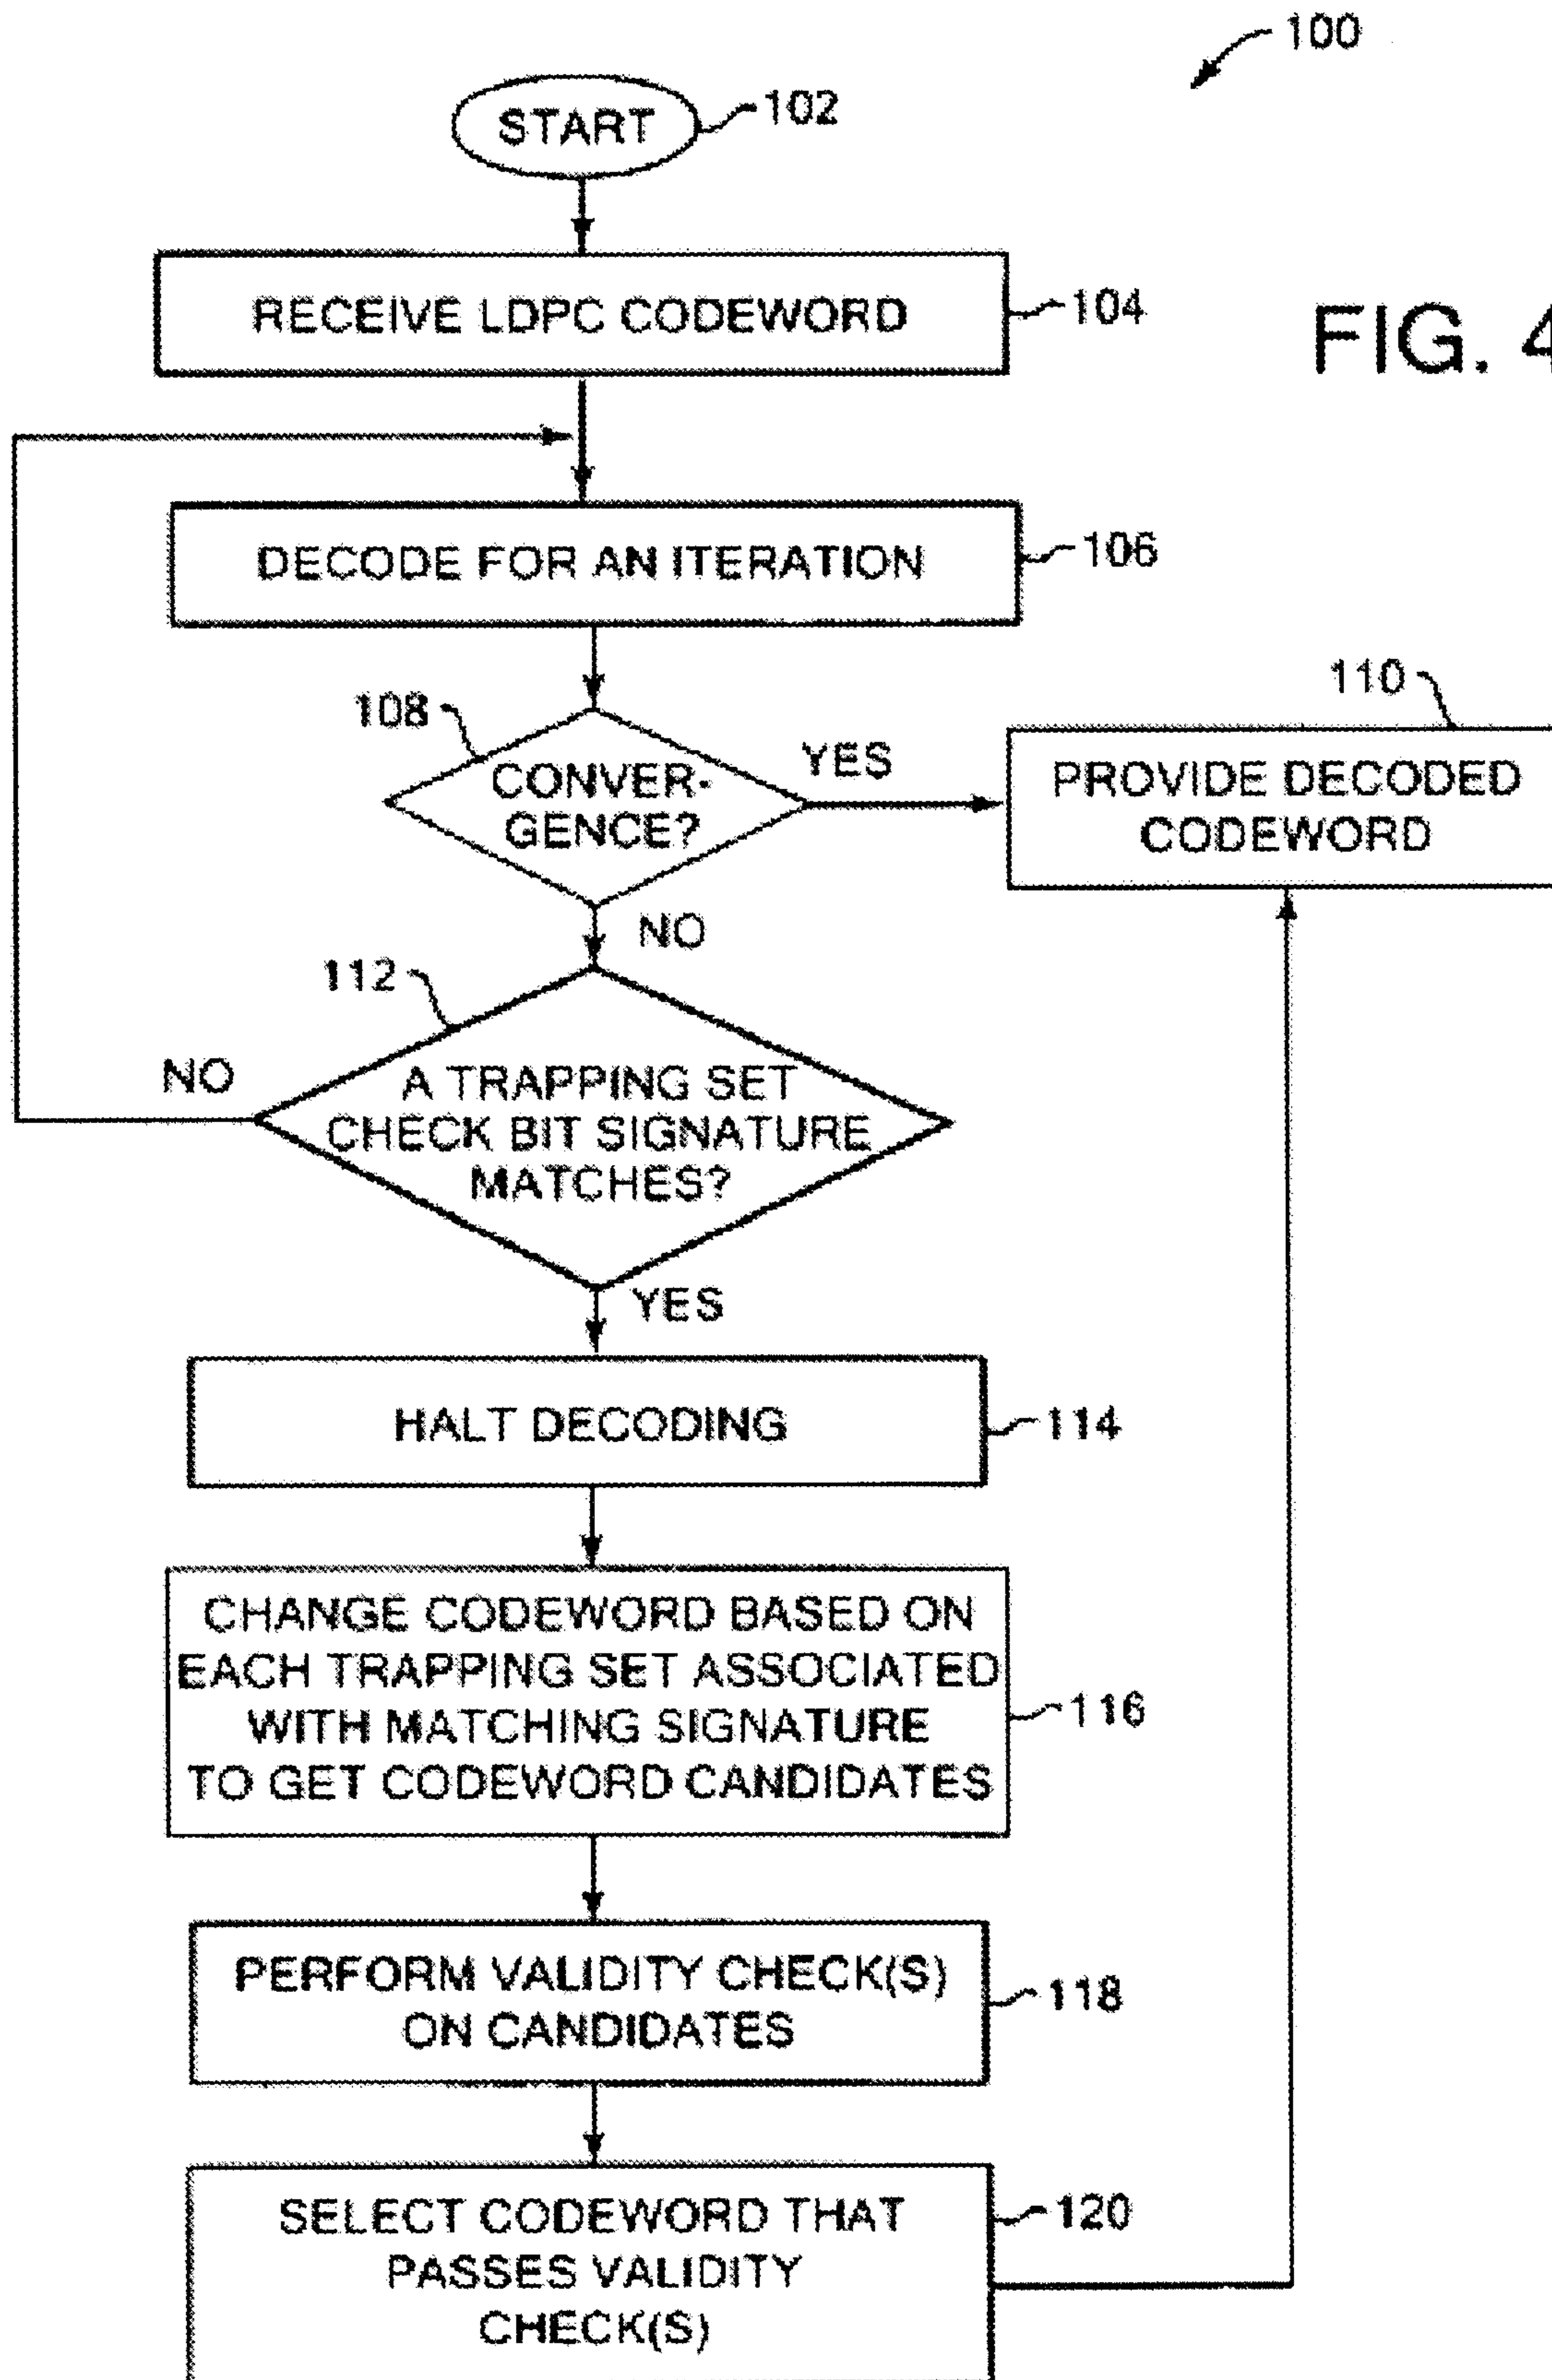 100
START
102
RECEIVE LDPC CODEWORD
104
FIG. 4
DECODE FOR AN ITERATION
106
108
CONVER-
GENCE?
YES
110
PROVIDE DECODED
CODEWORD
NO
112
NO
A TRAPPING SET
CHECK BIT SIGNATURE
MATCHES?
YES
HALT DECODING
114
CHANGE CODEWORD BASED ON
EACH TRAPPING SET ASSOCIATED
WITH MATCHING SIGNATURE
TO GET CODEWORD CANDIDATES
116
PERFORM VALIDITY CHECK(S)
ON CANDIDATES
118
SELECT CODEWORD THAT
PASSES VALIDITY
CHECK(S)
120